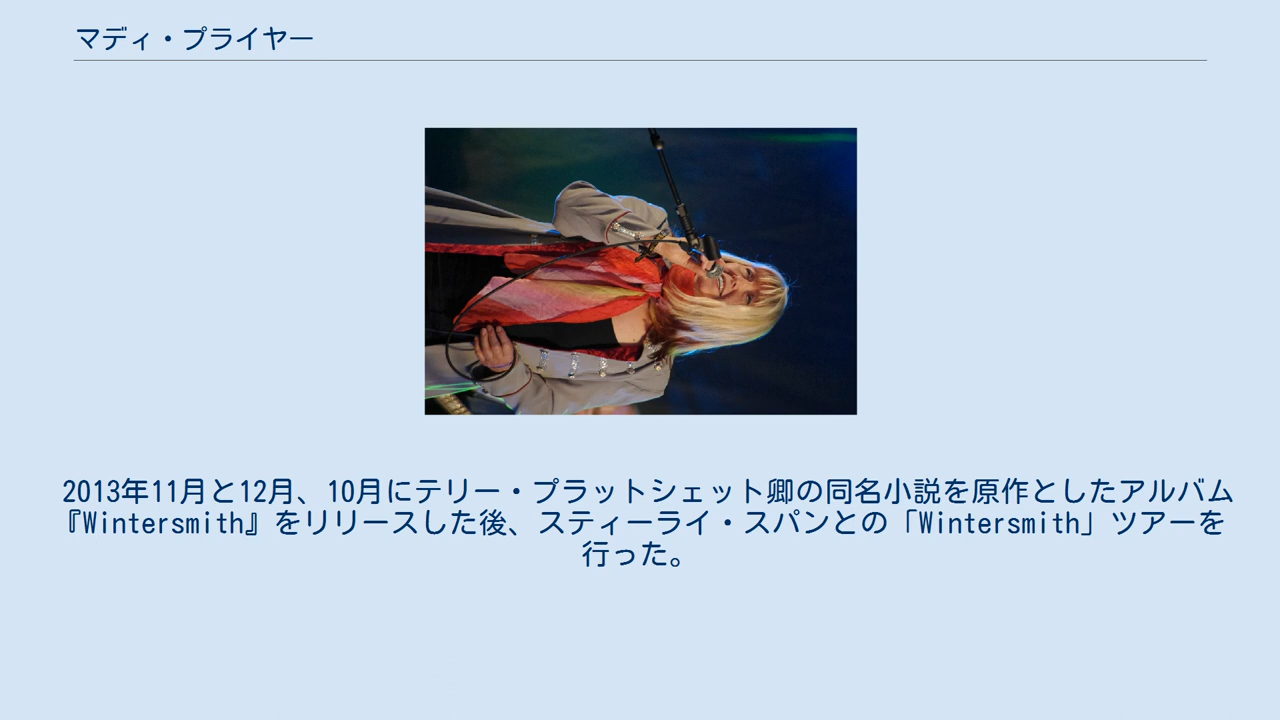 マディ・プライヤー
2013年11月と12月、10月にテリー・プラットシェット卿の同名小説を原作としたアルバム
『Wintersmith』をリリースした後、スティーライ・スパンとの「Wintersmith」ツアーを
行った。